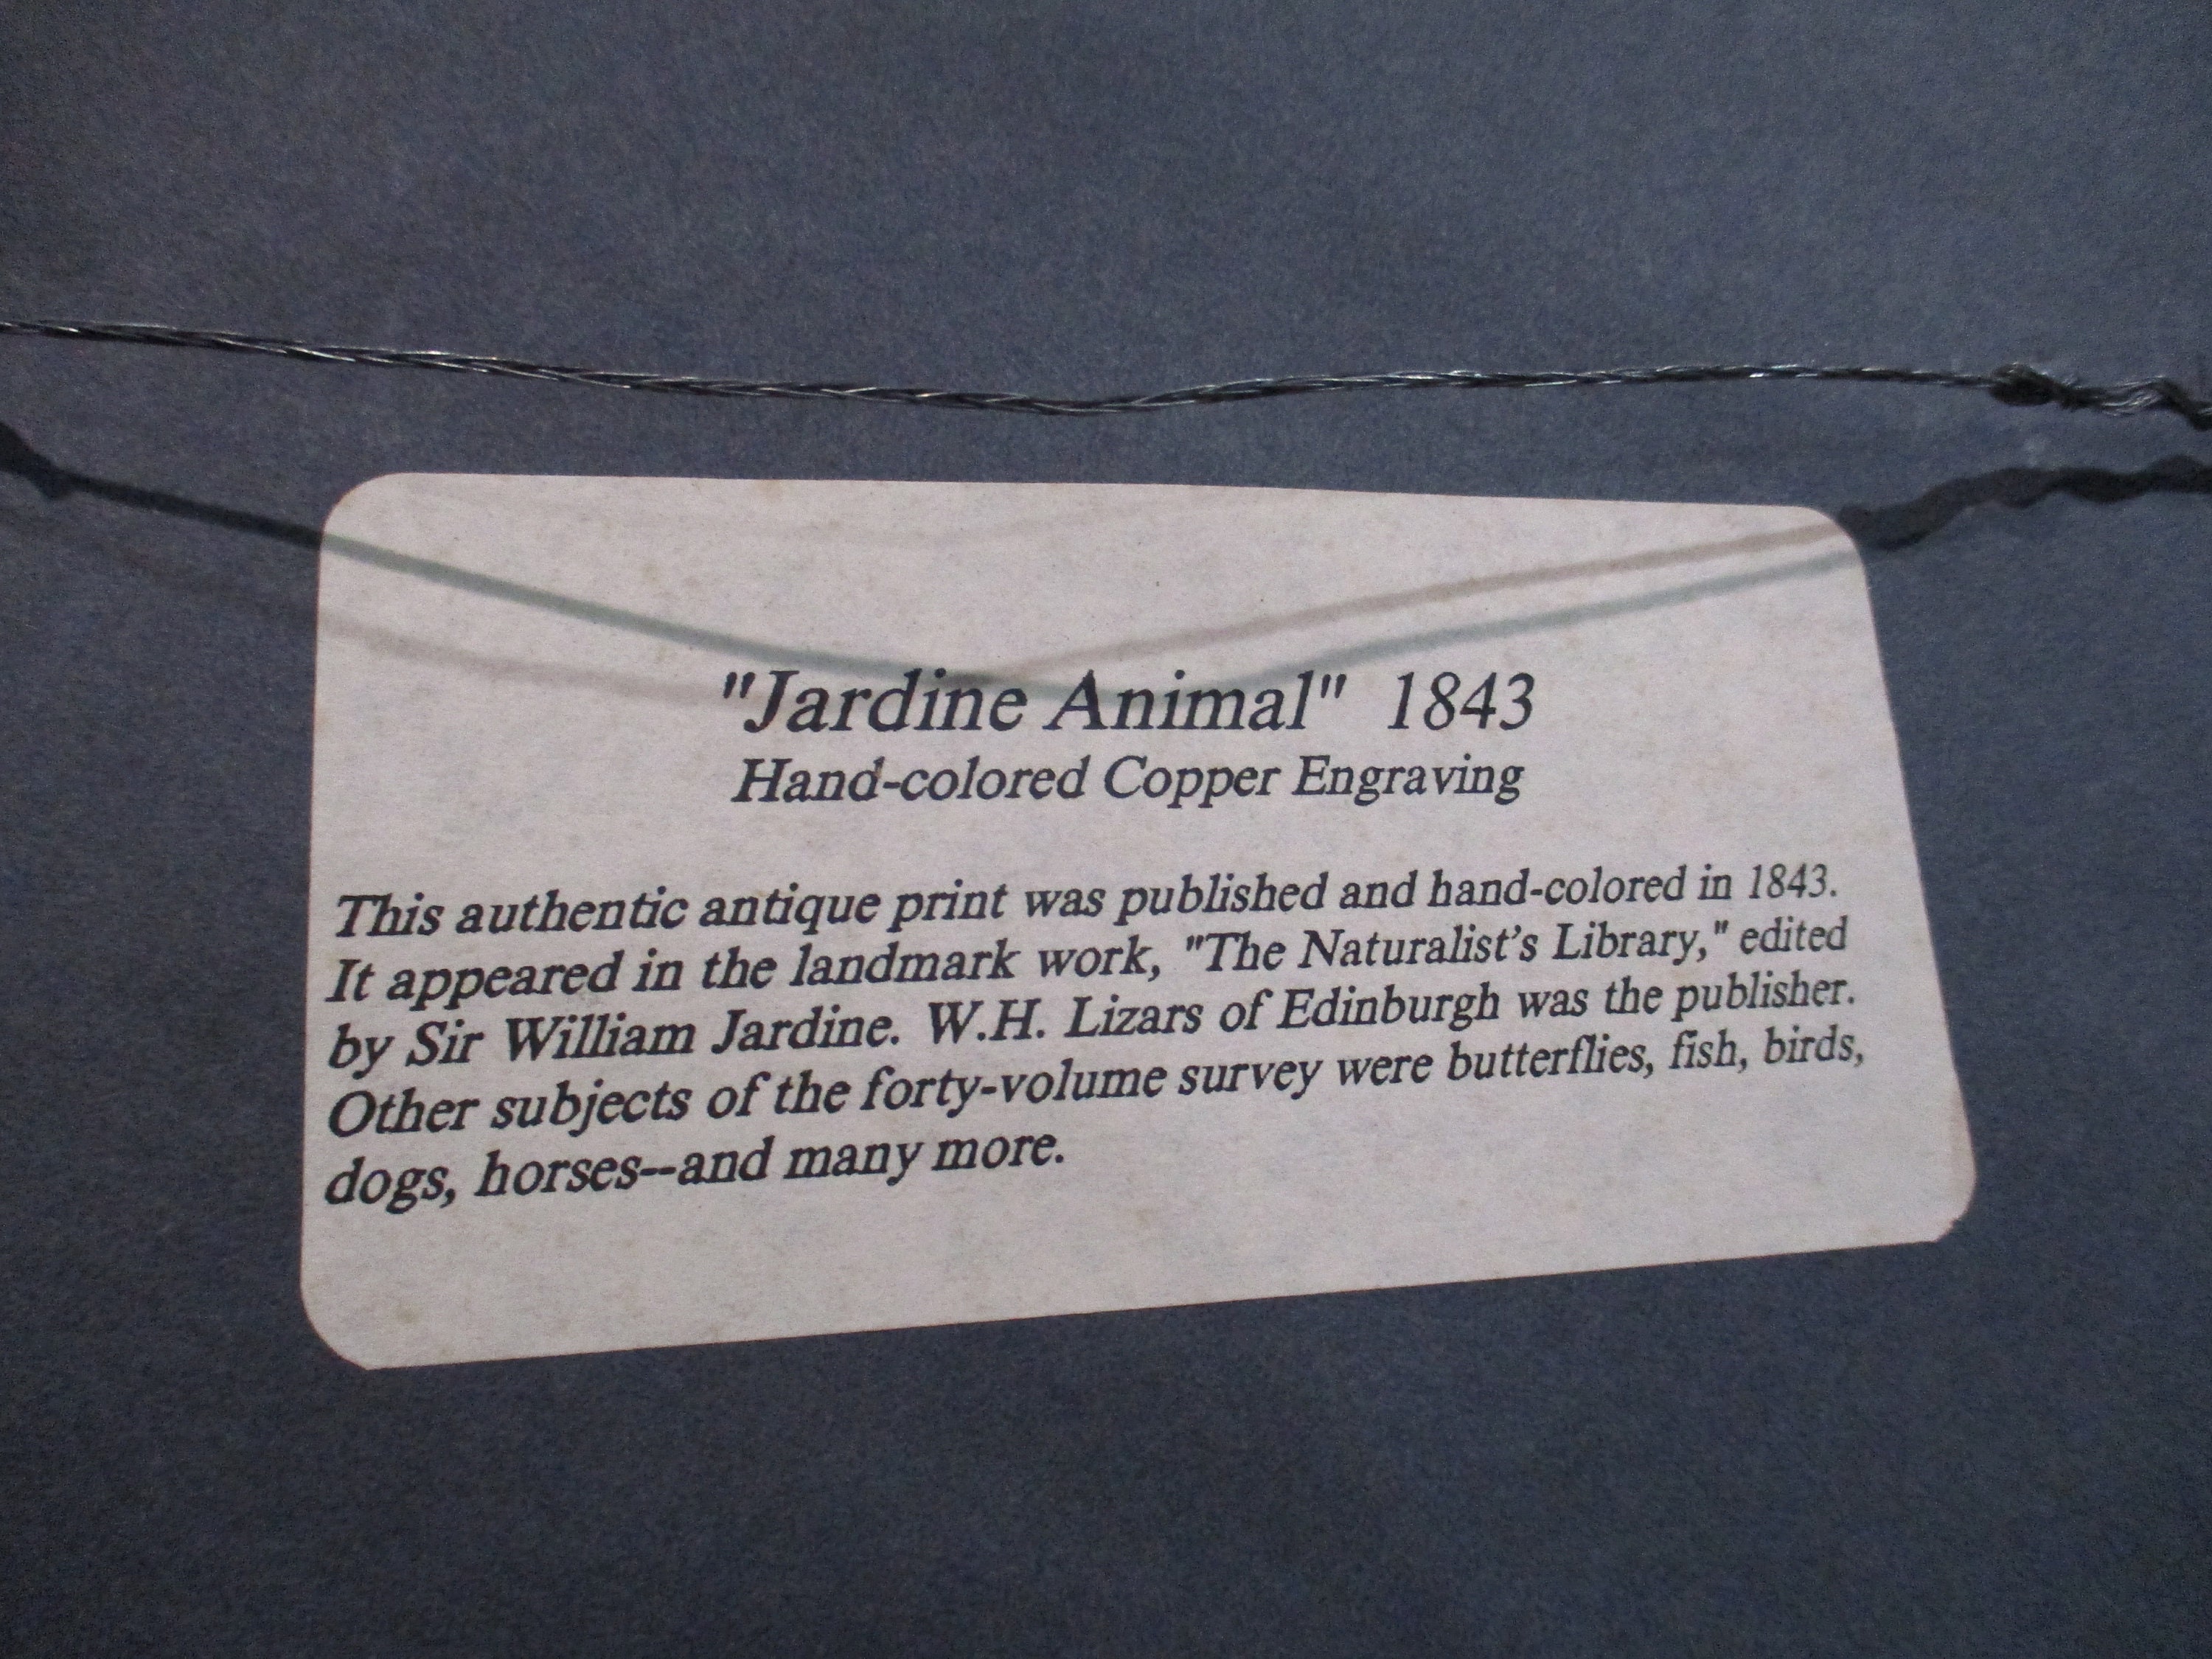 "Jardine Animal" 1843
Hand-colored Copper Engraving
This authentic antique print was published and hand-colored in 1843.
It appeared in the landmark work, "The Naturalist's Library," edited
by Sir William Jardine. W.H. Lizars of Edinburgh was the publisher.
Other subjects of the forty-volume survey were butterflies, fish, birds,
dogs, horses--and many more.